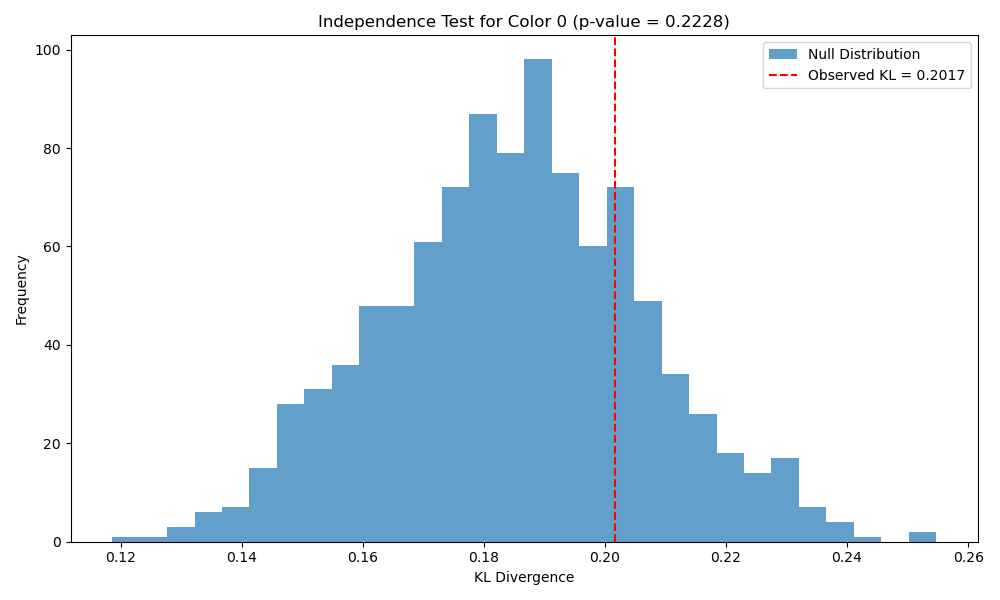 Independence Test for Color 0 (p-value = 0.2228)
Null Distribution
Observed KL = 0.2017
100
80
60
40
20
0
Frequency
0.12 0.14 0.16 0.18 0.20 0.22 0.24 0.26
KL Divergence